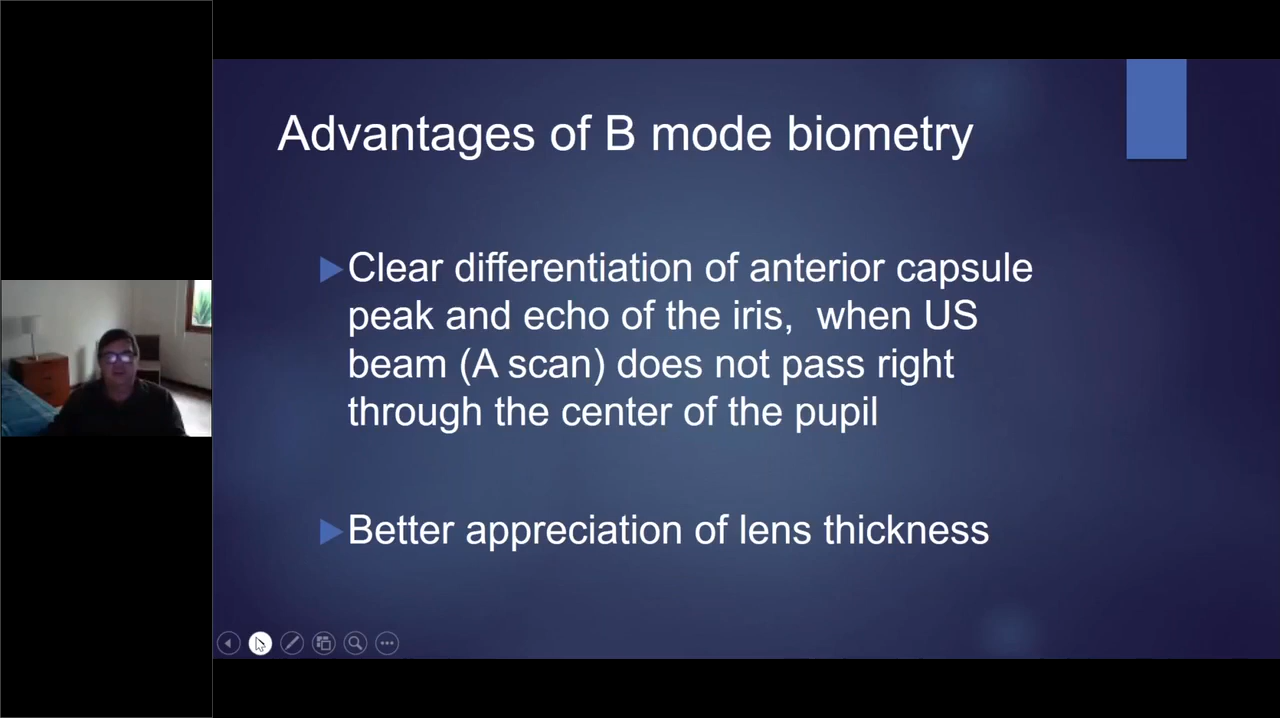 Advantages of B mode biometry
Clear differentiation of anterior capsule
peak and echo of the iris,  when US
beam (A scan) does not pass right
through the center of the pupil
Better appreciation of lens thickness